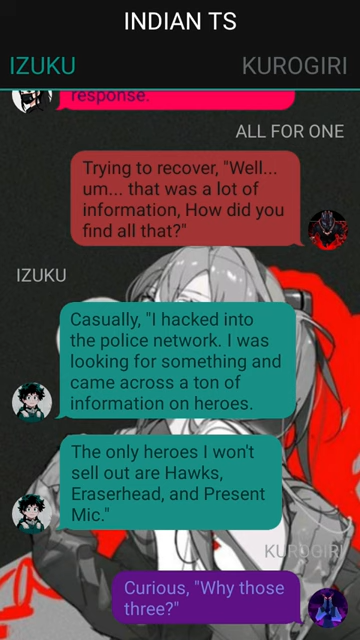 INDIAN TS
IZUKU
KUROGIRI
response.
ALL FOR ONE
Trying to recover, "Well...
um... that was a lot of
information, How did you
find all that?"
IZUKU
Casually, "I hacked into
the police network. I was
looking for something and
came across a ton of
information on heroes.
The only heroes I won't
sell out are Hawks,
Eraserhead, and Present
Mic."
KUROGIRI
Curious, "Why those
three?"